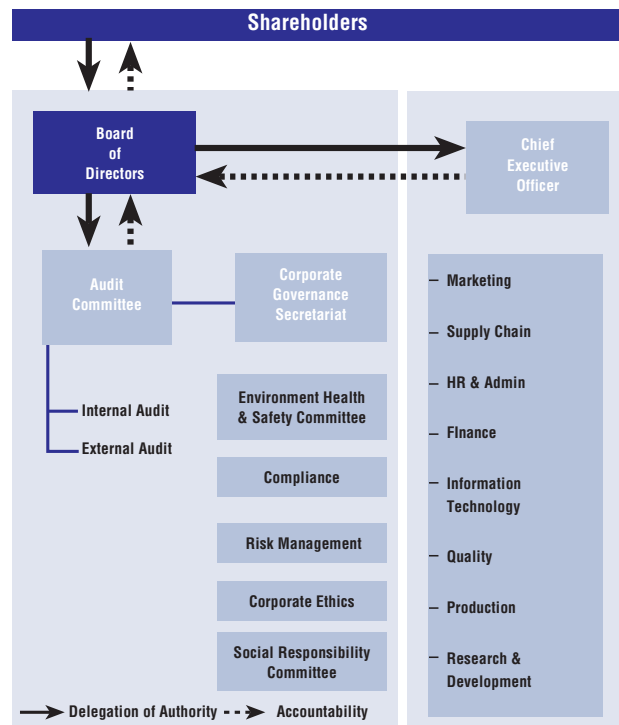 Shareholders
Board
of
Directors
Chief
Executive
Officer
Audit
Committee
Corporate
Governance
Secretariat
Internal Audit
External Audit
Environment Health
& Safety Committee
Compliance
Risk Management
Corporate Ethics
Social Responsibility
Committee
Marketing
Supply Chain
HR & Admin
FInance
Information
Technology
Quality
Production
Research &
Development
Delegation of Authority
Accountability